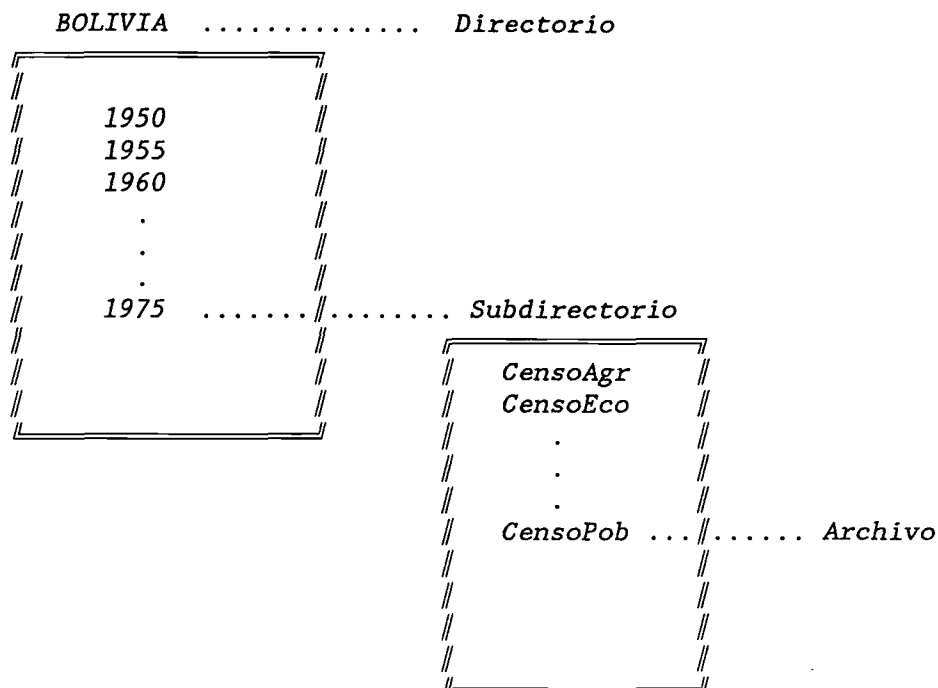 BOLIVIA .............. Directorio
1950
1955
1960
.
.
.
1975 ............... Subdirectorio
CensoAgr
CensoEco
.
.
.
CensoPob ......... Archivo